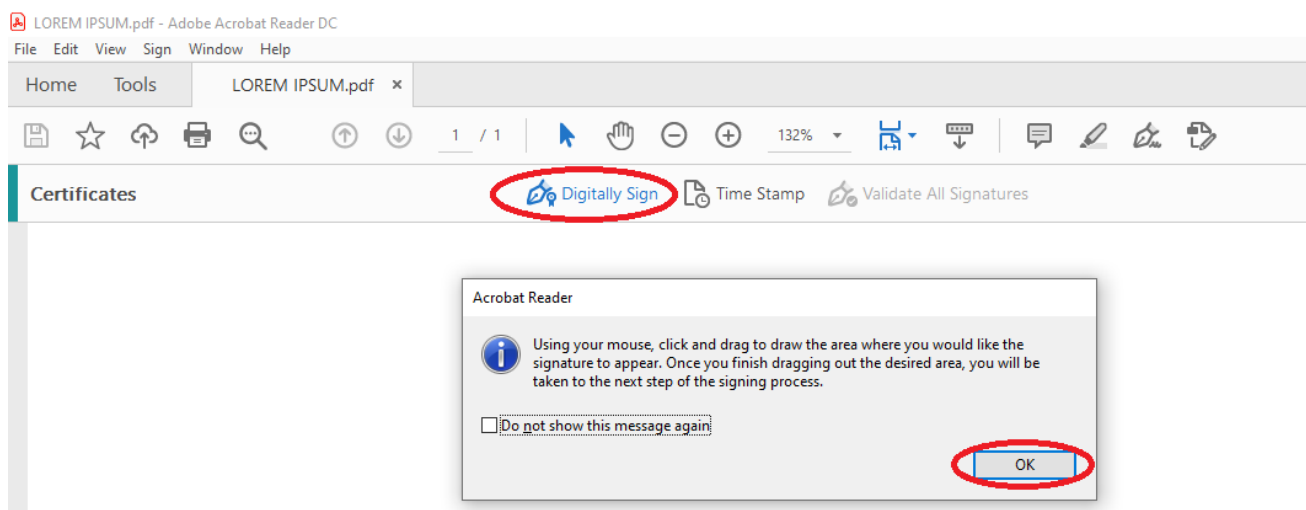 LOREM IPSUM.pdf - Adobe Acrobat Reader DC
File Edit View Sign Window Help
Home Tools LOREM IPSUM.pdf ×
1 / 1 132%
Certificates Digitally Sign Time Stamp Validate All Signatures
Acrobat Reader
Using your mouse, click and drag to draw the area where you would like the
signature to appear. Once you finish dragging out the desired area, you will be
taken to the next step of the signing process.
Do not show this message again
OK